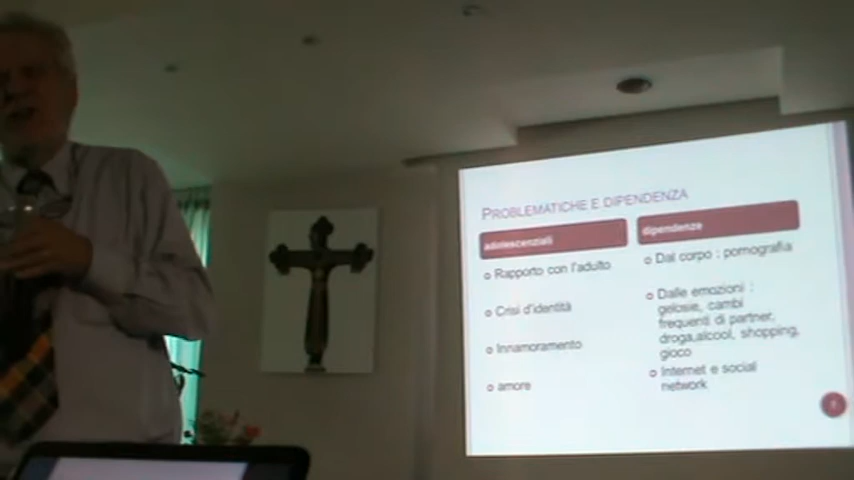 PROBLEMATICHE E DIPENDENZA
adolescenziali
Rapporto con l'adulto
Crisi d'identità
Innamoramento
amore
dipendenze
Dal corpo : pornografia
Dalle emozioni :
gelosie, cambi
frequenti di partner,
droga,alcool, shopping,
gioco
Internet e social
network